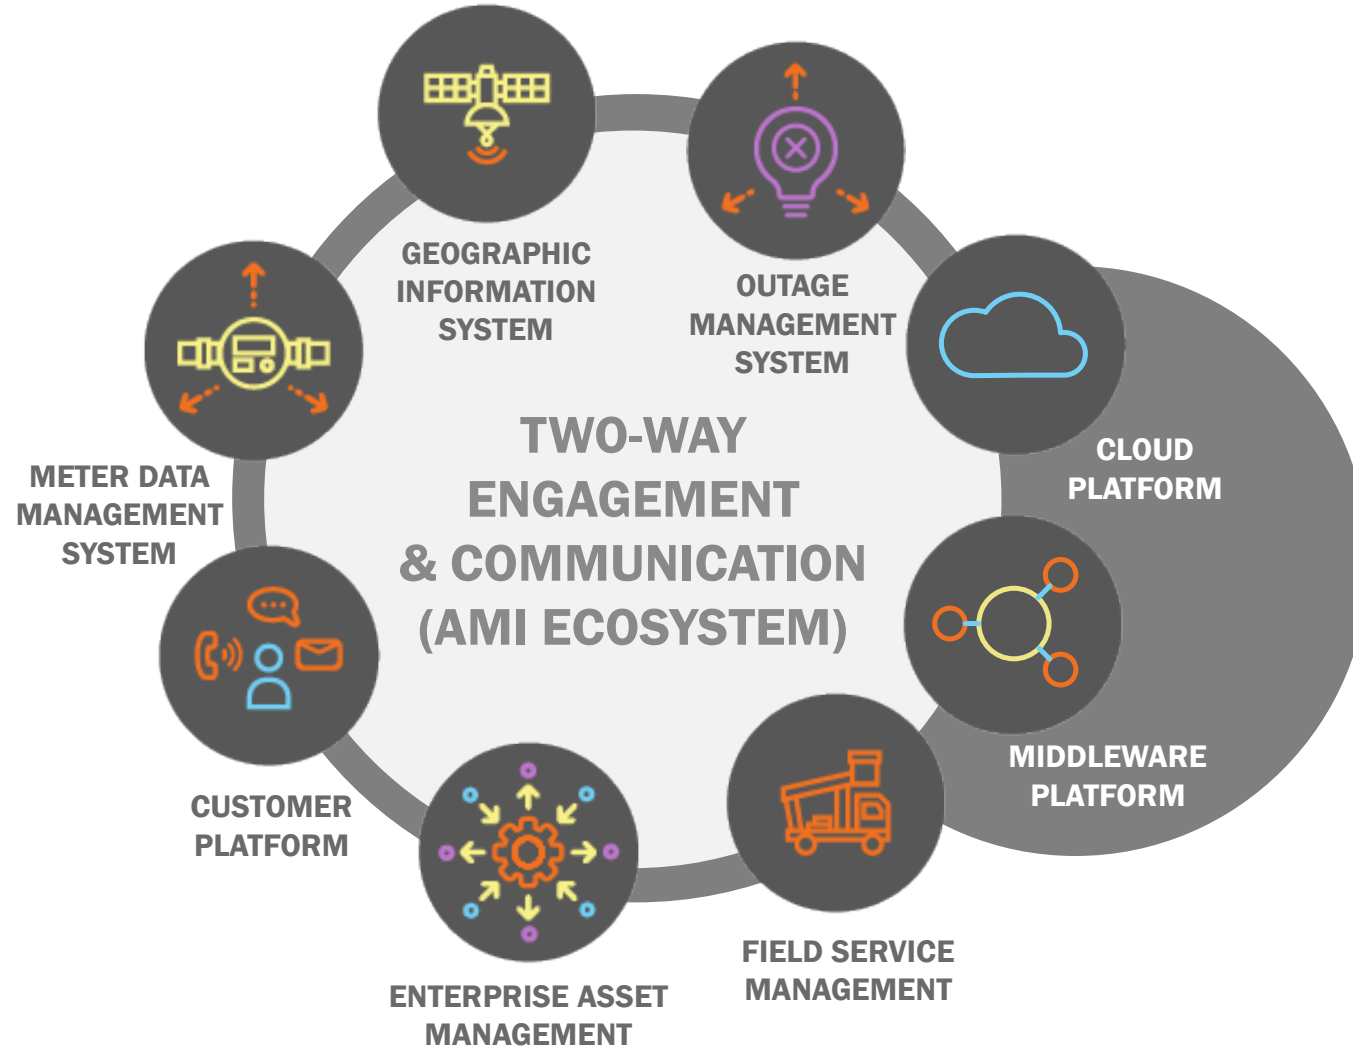 GEOGRAPHIC
INFORMATION
SYSTEM
OUTAGE
MANAGEMENT
SYSTEM
CLOUD
PLATFORM
METER DATA
MANAGEMENT
SYSTEM
TWO-WAY
ENGAGEMENT
& COMMUNICATION
(AMI ECOSYSTEM)
MIDDLEWARE
PLATFORM
CUSTOMER
PLATFORM
FIELD SERVICE
MANAGEMENT
ENTERPRISE ASSET
MANAGEMENT